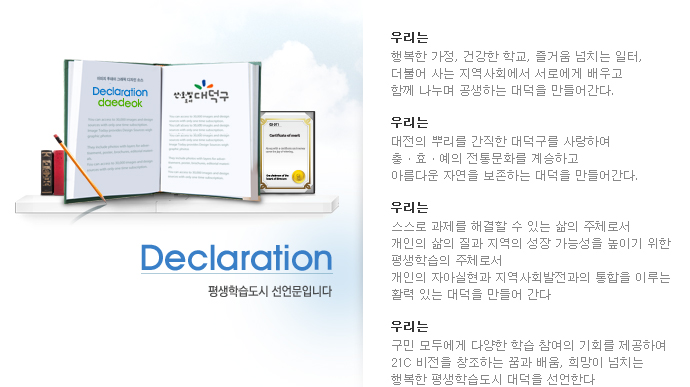 Declaration
daedeok
대덕구
Certificate of merit
Declaration
평생학습도시 선언문입니다
우리는
행복한 가정, 건강한 학교, 즐거움 넘치는 일터,
더불어 사는 지역사회에서 서로에게 배우고
함께 나누며 공생하는 대덕을 만들어간다.
우리는
대전의 뿌리를 간직한 대덕구를 사랑하여
충·효·예의 전통문화를 계승하고
아름다운 자연을 보존하는 대덕을 만들어간다.
우리는
스스로 과제를 해결할 수 있는 삶의 주체로서
개인의 삶의 질과 지역의 성장 가능성을 높이기 위한
평생학습의 주체로서
개인의 자아실현과 지역사회발전과의 통합을 이루는
활력 있는 대덕을 만들어 간다
우리는
구민 모두에게 다양한 학습 참여의 기회를 제공하여
21C 비전을 창조하는 꿈과 배움, 희망이 넘치는
행복한 평생학습도시 대덕을 선언한다